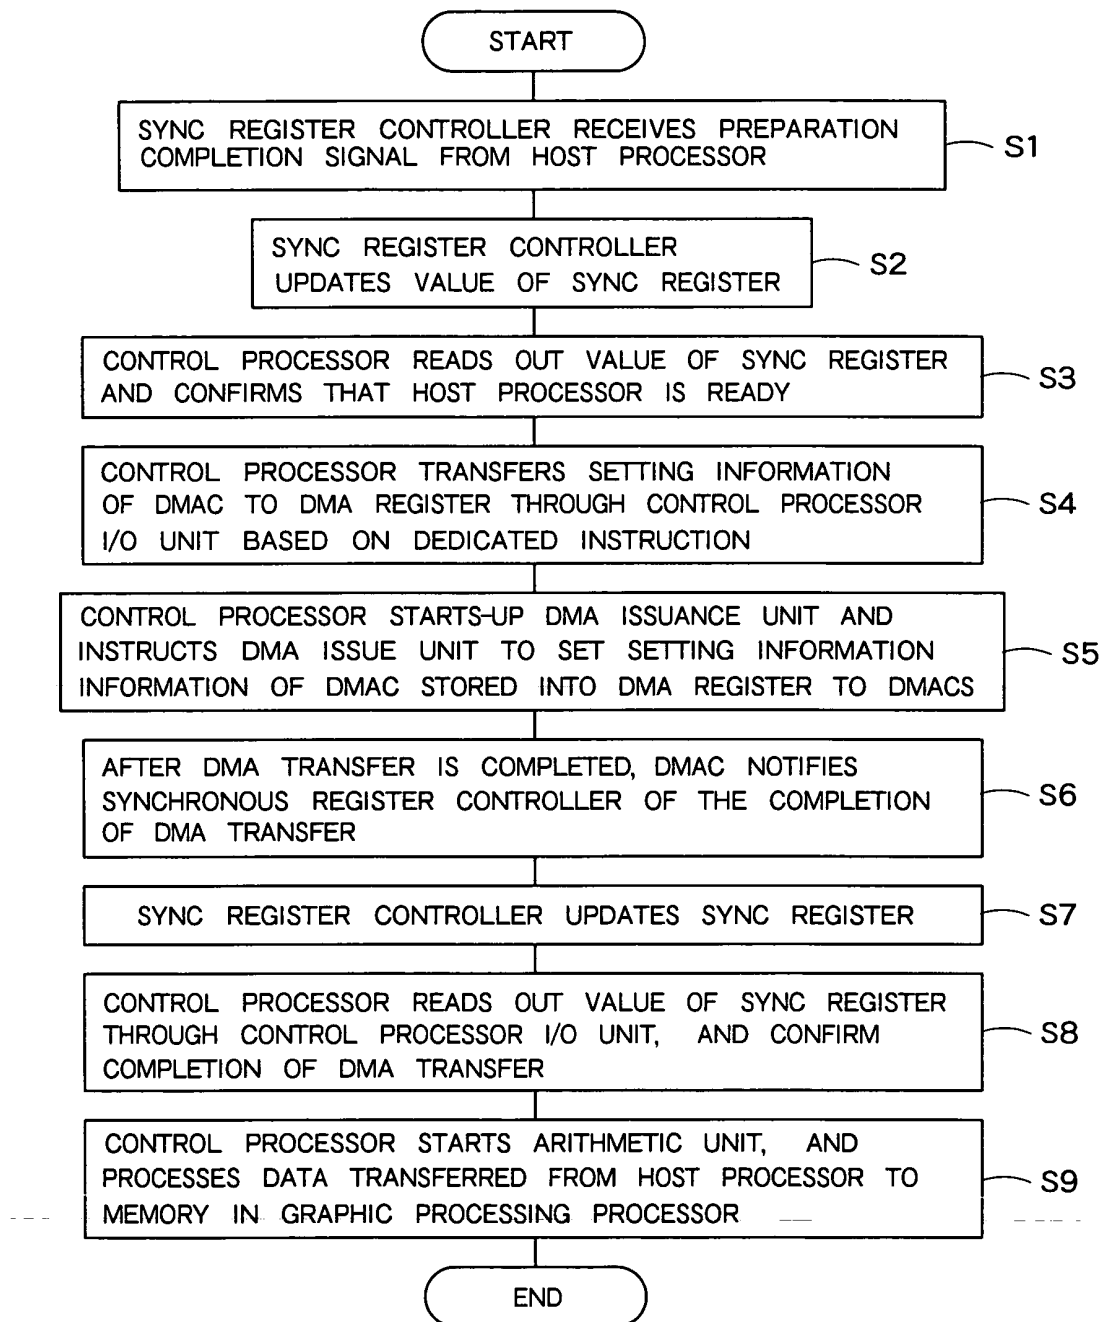 START
SYNC REGISTER CONTROLLER RECEIVES PREPARATION
COMPLETION SIGNAL FROM HOST PROCESSOR
S1
SYNC REGISTER CONTROLLER
UPDATES VALUE OF SYNC REGISTER
S2
CONTROL PROCESSOR READS OUT VALUE OF SYNC REGISTER
AND CONFIRMS THAT HOST PROCESSOR IS READY
S3
CONTROL PROCESSOR TRANSFERS SETTING INFORMATION
OF DMAC TO DMA REGISTER THROUGH CONTROL PROCESSOR
I/O UNIT BASED ON DEDICATED INSTRUCTION
S4
CONTROL PROCESSOR STARTS-UP DMA ISSUANCE UNIT AND
INSTRUCTS DMA ISSUE UNIT TO SET SETTING INFORMATION
INFORMATION OF DMAC STORED INTO DMA REGISTER TO DMACS
S5
AFTER DMA TRANSFER IS COMPLETED, DMAC NOTIFIES
SYNCHRONOUS REGISTER CONTROLLER OF THE COMPLETION
OF DMA TRANSFER
S6
SYNC REGISTER CONTROLLER UPDATES SYNC REGISTER
S7
CONTROL PROCESSOR READS OUT VALUE OF SYNC REGISTER
THROUGH CONTROL PROCESSOR I/O UNIT, AND CONFIRM
COMPLETION OF DMA TRANSFER
S8
CONTROL PROCESSOR STARTS ARITHMETIC UNIT, AND
PROCESSES DATA TRANSFERRED FROM HOST PROCESSOR TO
MEMORY IN GRAPHIC PROCESSING PROCESSOR
S9
END